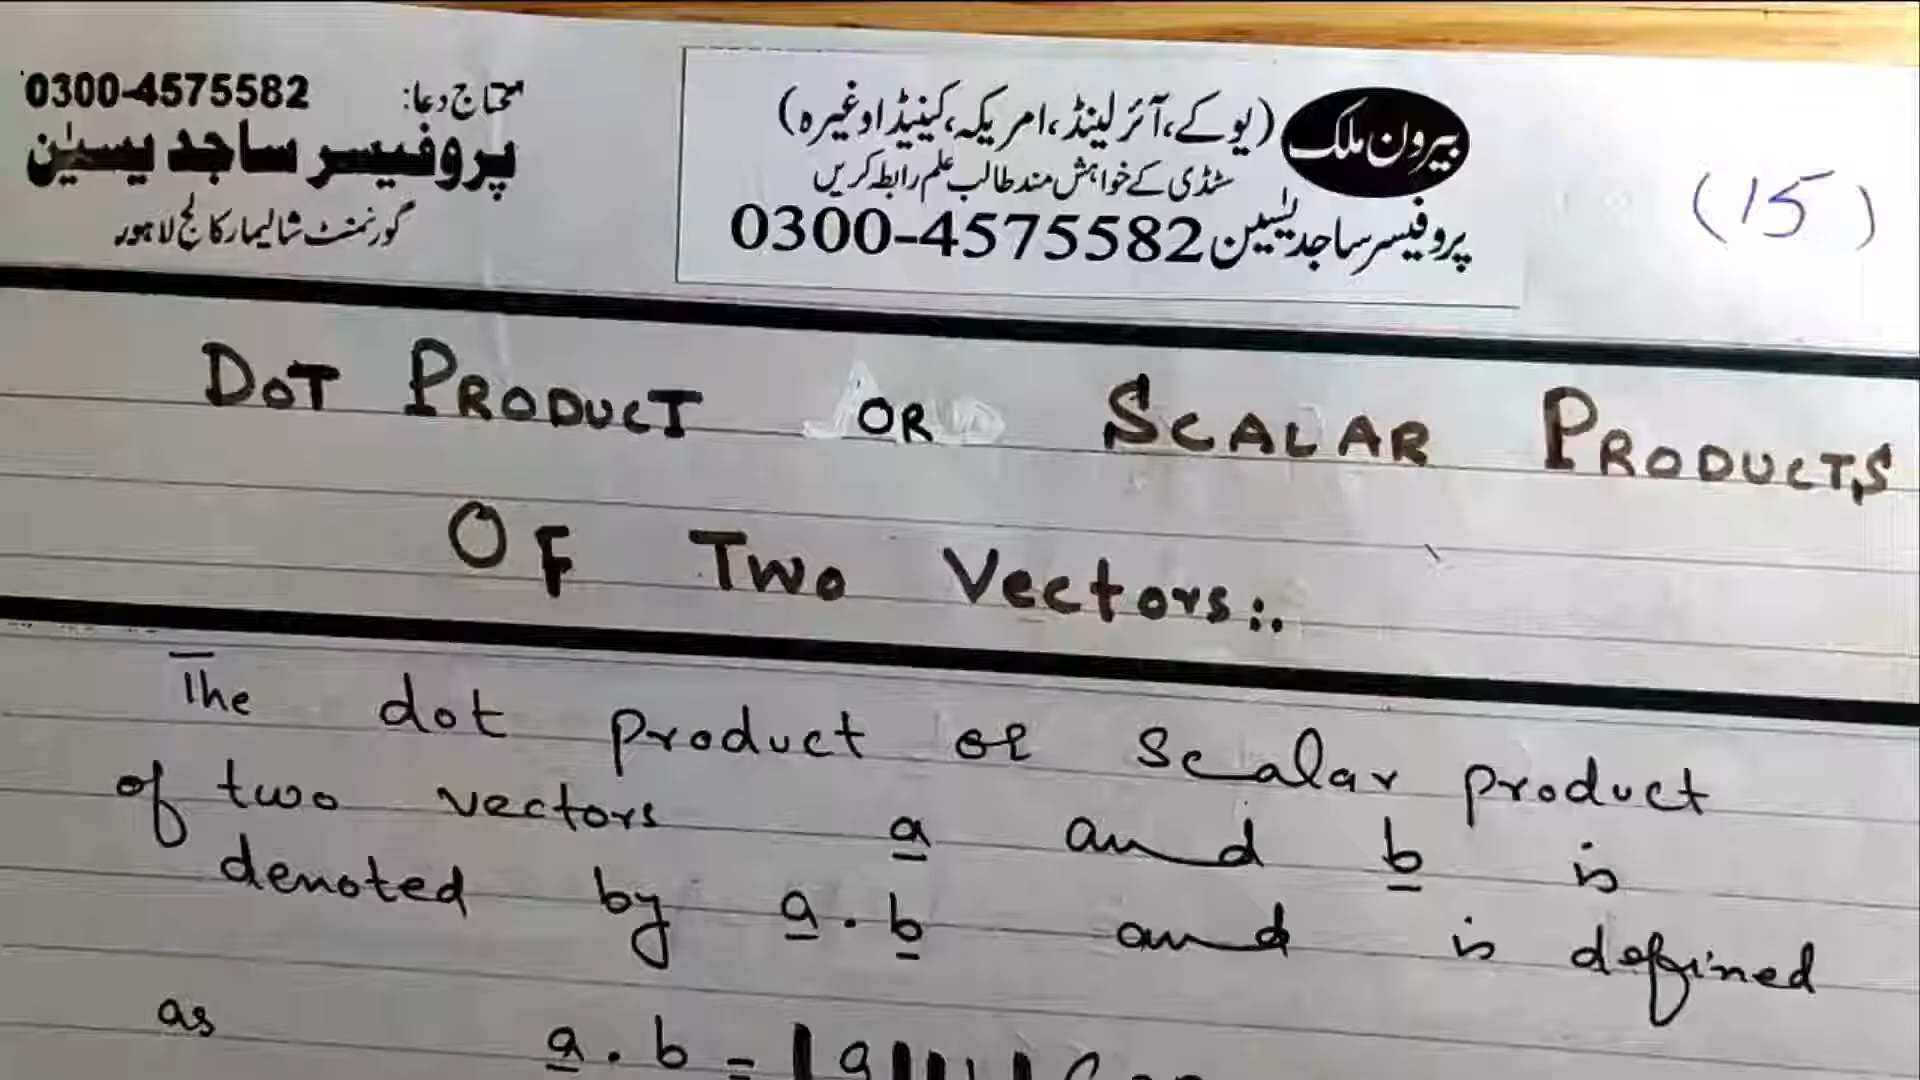 0300-4575582 محتاج دعا:
پروفیسر ساجد یسین
گورنمنٹ شالیمار کالج لاہور
بیرون ملک (یو کے، آئر لینڈ، امریکہ، کینیڈا وغیرہ)
سٹڈی کے خواہش مند طالب علم رابطہ کریں
پروفیسر ساجد یسین 0300-4575582
(15)
DOT PRODUCT OR SCALAR PRODUCTS
OF TWO VECTORS:.
The dot product or scalar product
of two vectors a and b is
denoted by a . b and is defined
as
a . b = |a|